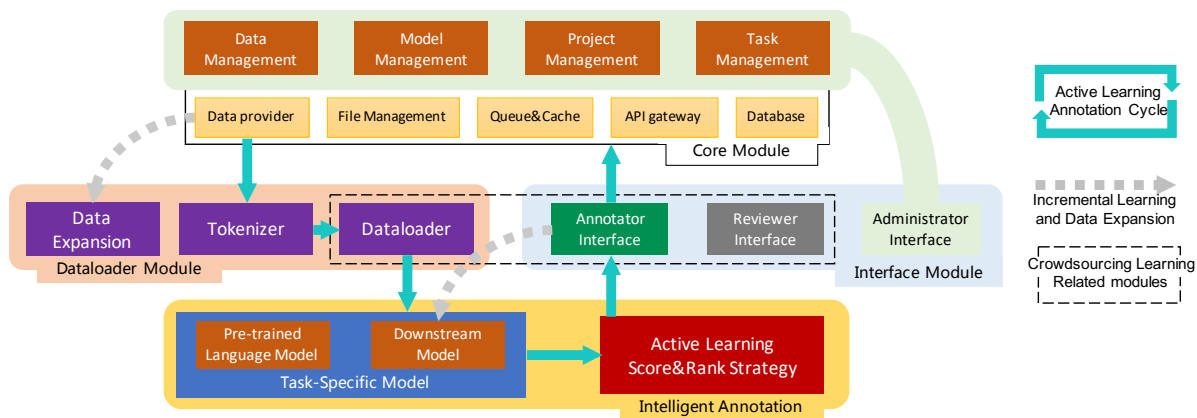 Data
Management
Model
Management
Project
Management
Task
Management
Data provider
File Management
Queue&Cache
API gateway
Database
Core Module
Active Learning
Annotation Cycle
Data
Expansion
Tokenizer
Dataloader
Dataloader Module
Annotator
Interface
Reviewer
Interface
Administrator
Interface
Interface Module
Incremental Learning
and Data Expansion
Crowdsourcing Learning
Related modules
Pre-trained
Language Model
Downstream
Model
Task-Specific Model
Active Learning
Score&Rank Strategy
Intelligent Annotation